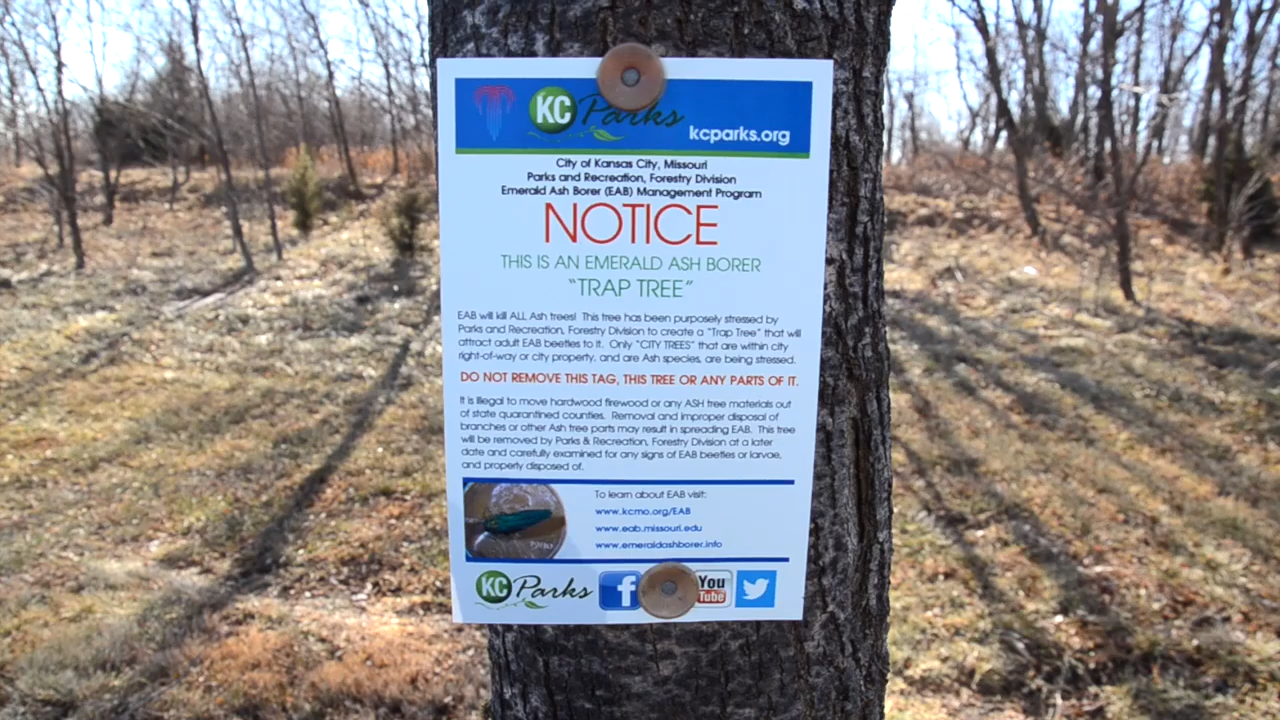 KC Parks
kcparks.org
City of Kansas City, Missouri
Parks and Recreation, Forestry Division
Emerald Ash Borer (EAB) Management Program
NOTICE
THIS IS AN EMERALD ASH BORER
"TRAP TREE"
EAB will kill ALL Ash trees! This tree has been purposely stressed by
Parks and Recreation, Forestry Division to create a "Trap Tree" that will
attract adult EAB beetles to it. Only "CITY TREES" that are within city
right-of-way or city property, and are Ash species, are being stressed.
DO NOT REMOVE THIS TAG, THIS TREE OR ANY PARTS OF IT.
It is illegal to move hardwood firewood or any ASH tree materials out
of state quarantined counties. Removal and improper disposal of
branches or other Ash tree parts may result in spreading EAB. This tree
will be removed by Parks & Recreation, Forestry Division at a later
date and carefully examined for any signs of EAB beetles or larvae,
and properly disposed of.
To learn about EAB visit:
www.kcmo.org/EAB
www.eab.missouri.edu
www.emeraldashborer.info
KC Parks
f
You
Tube